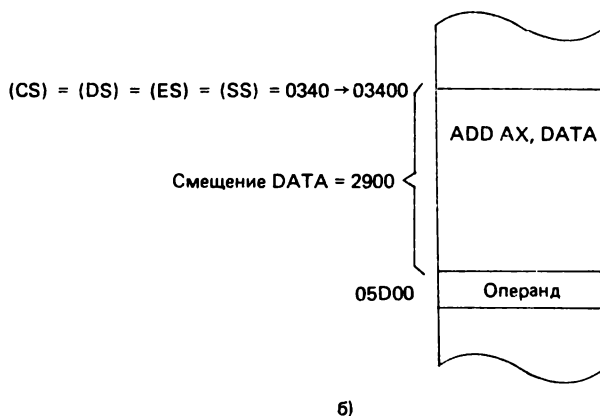 (CS) = (DS) = (ES) = (SS) = 0340 → 03400
ADD AX, DATA
Смещение DATA = 2900
05D00
Операнд
б)